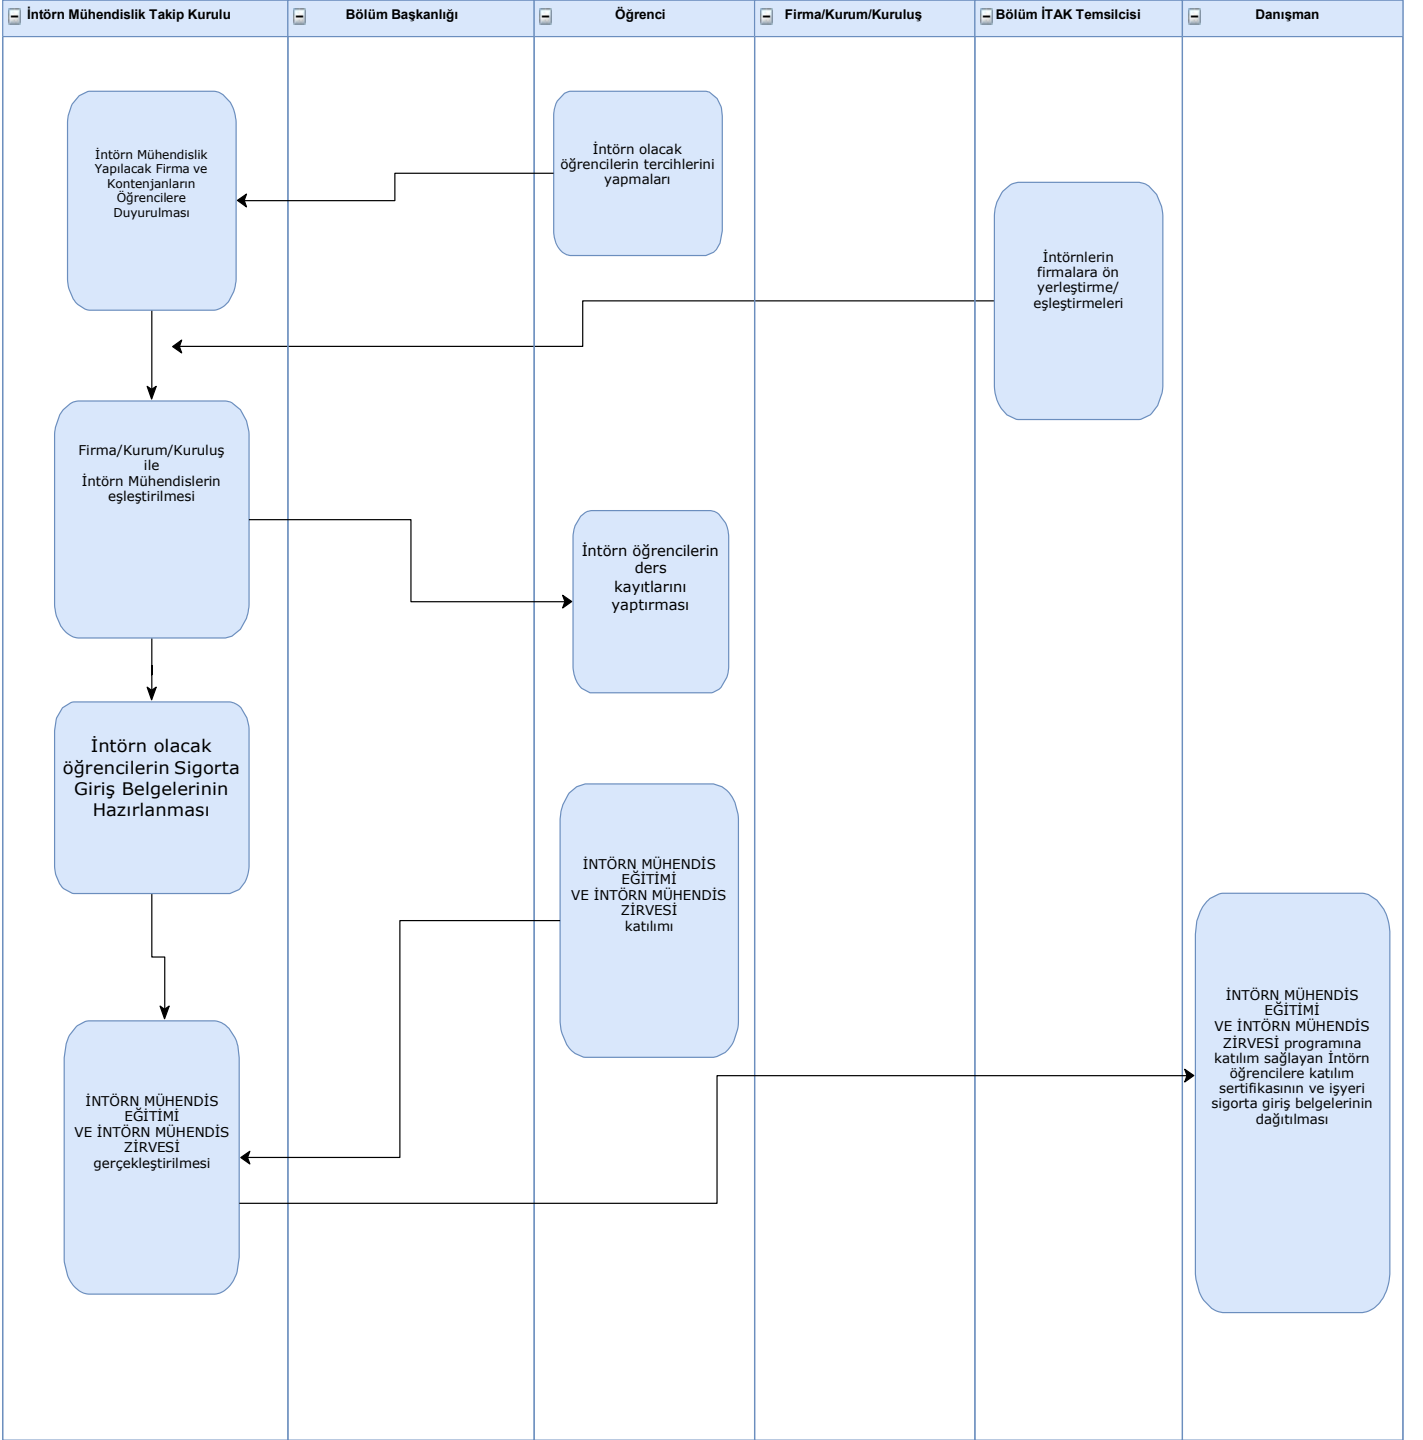 İntörn Mühendislik Takip Kurulu
Bölüm Başkanlığı
Öğrenci
Firma/Kurum/Kuruluş
Bölüm İTAK Temsilcisi
Danışman
İntörn Mühendislik
Yapılacak Firma ve
Kontenjanların
Öğrencilere
Duyurulması
İntörn olacak
öğrencilerin tercihlerini
yapmaları
İntörnlerin
firmalara ön
yerleştirme/
eşleştirmeleri
Firma/Kurum/Kuruluş
ile
İntörn Mühendislerin
eşleştirilmesi
İntörn öğrencilerin
ders
kayıtlarını
yaptırması
İntörn olacak
öğrencilerin Sigorta
Giriş Belgelerinin
Hazırlanması
İNTÖRN MÜHENDİS
EĞİTİMİ
VE İNTÖRN MÜHENDİS
ZİRVESİ
katılımı
İNTÖRN MÜHENDİS
EĞİTİMİ
VE İNTÖRN MÜHENDİS
ZİRVESİ programına
katılım sağlayan İntörn
öğrencilere katılım
sertifikasının ve işyeri
sigorta giriş belgelerinin
dağıtılması
İNTÖRN MÜHENDİS
EĞİTİMİ
VE İNTÖRN MÜHENDİS
ZİRVESİ
gerçekleştirilmesi